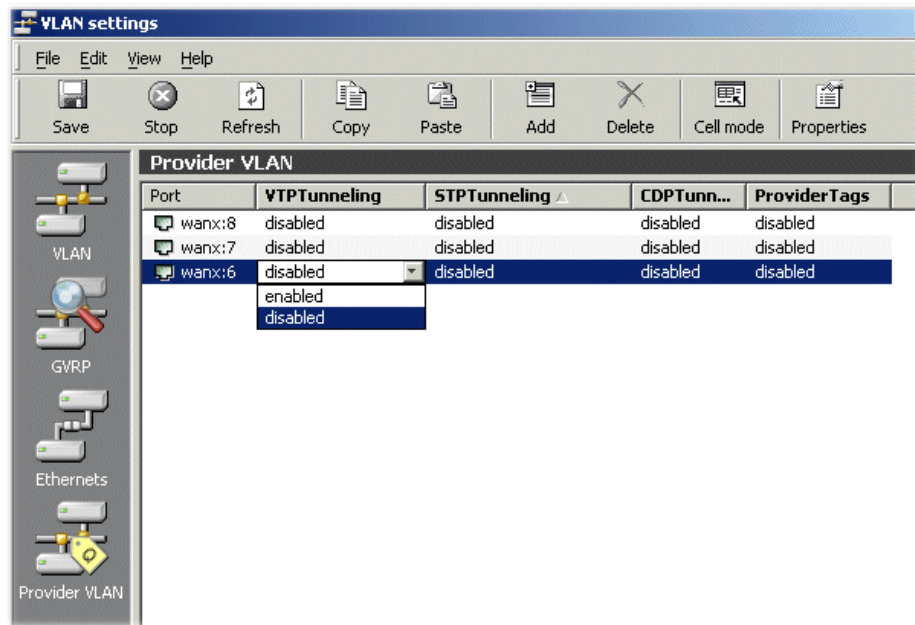 VLAN settings
File Edit View Help
Save Stop Refresh Copy Paste Add Delete Cell mode Properties
Provider VLAN
Port VTPTunneling STPTunneling CDPTunn... ProviderTags
wanx:8 disabled disabled disabled disabled
wanx:7 disabled disabled disabled disabled
wanx:6 disabled disabled disabled disabled
enabled
disabled
VLAN
GVRP
Ethernets
Q
Provider VLAN